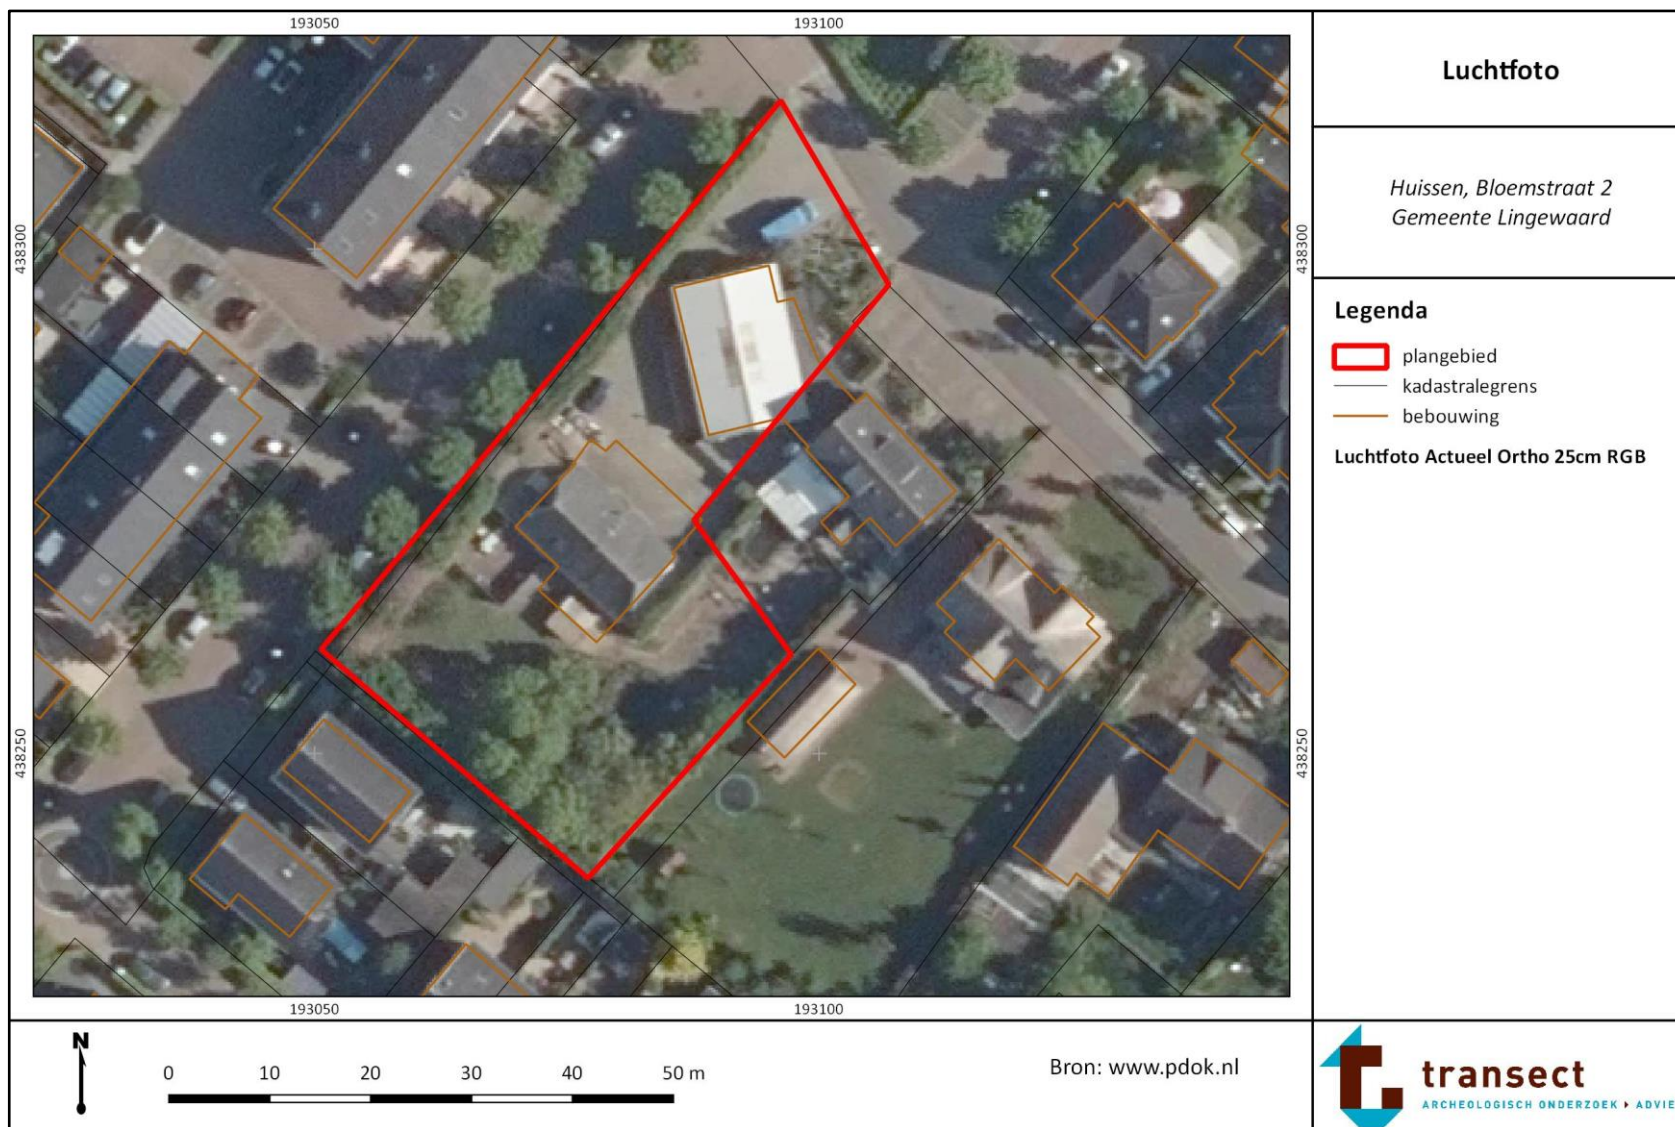 193050
193100
438300
438300
438250
438250
193050
193100
Luchtfoto
Huissen, Bloemstraat 2
Gemeente Lingewaard
Legenda
plangebied
kadastralegrens
bebouwing
Luchtfoto Actueel Ortho 25cm RGB
N
0 10 20 30 40 50 m
Bron: www.pdok.nl
transect
ARCHEOLOGISCH ONDERZOEK ▸ ADVIE